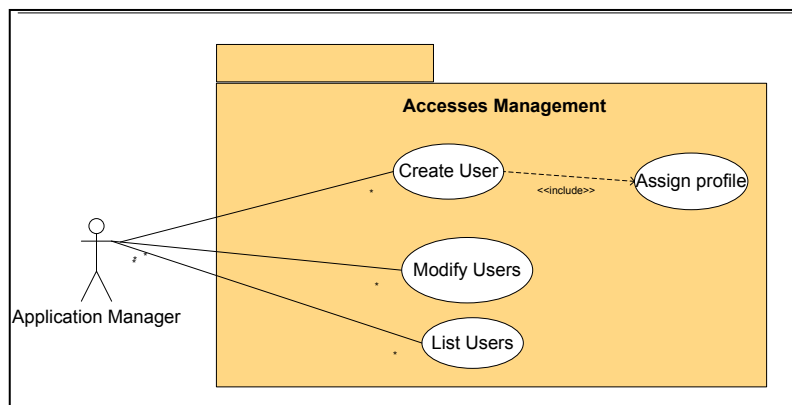 Accesses Management
Create User
<<include>>
Assign profile
*
* *
Modify Users
*
Application Manager
List Users
*